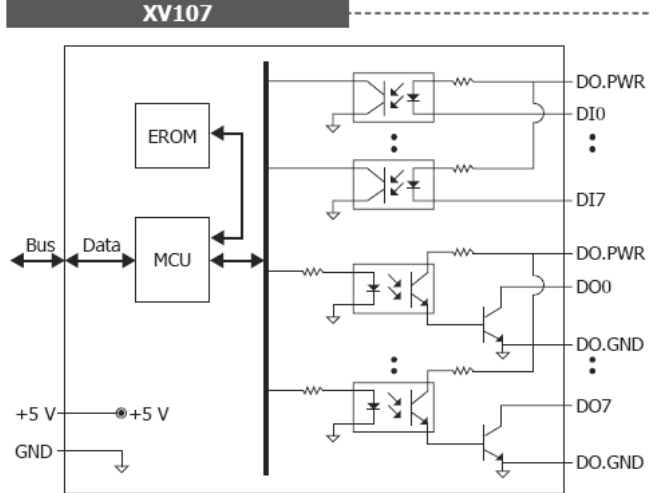 XV107
DO.PWR
DI0
EROM
DI7
Bus
Data
MCU
DO.PWR
DO0
DO.GND
+5 V
+5 V
DO7
GND
DO.GND